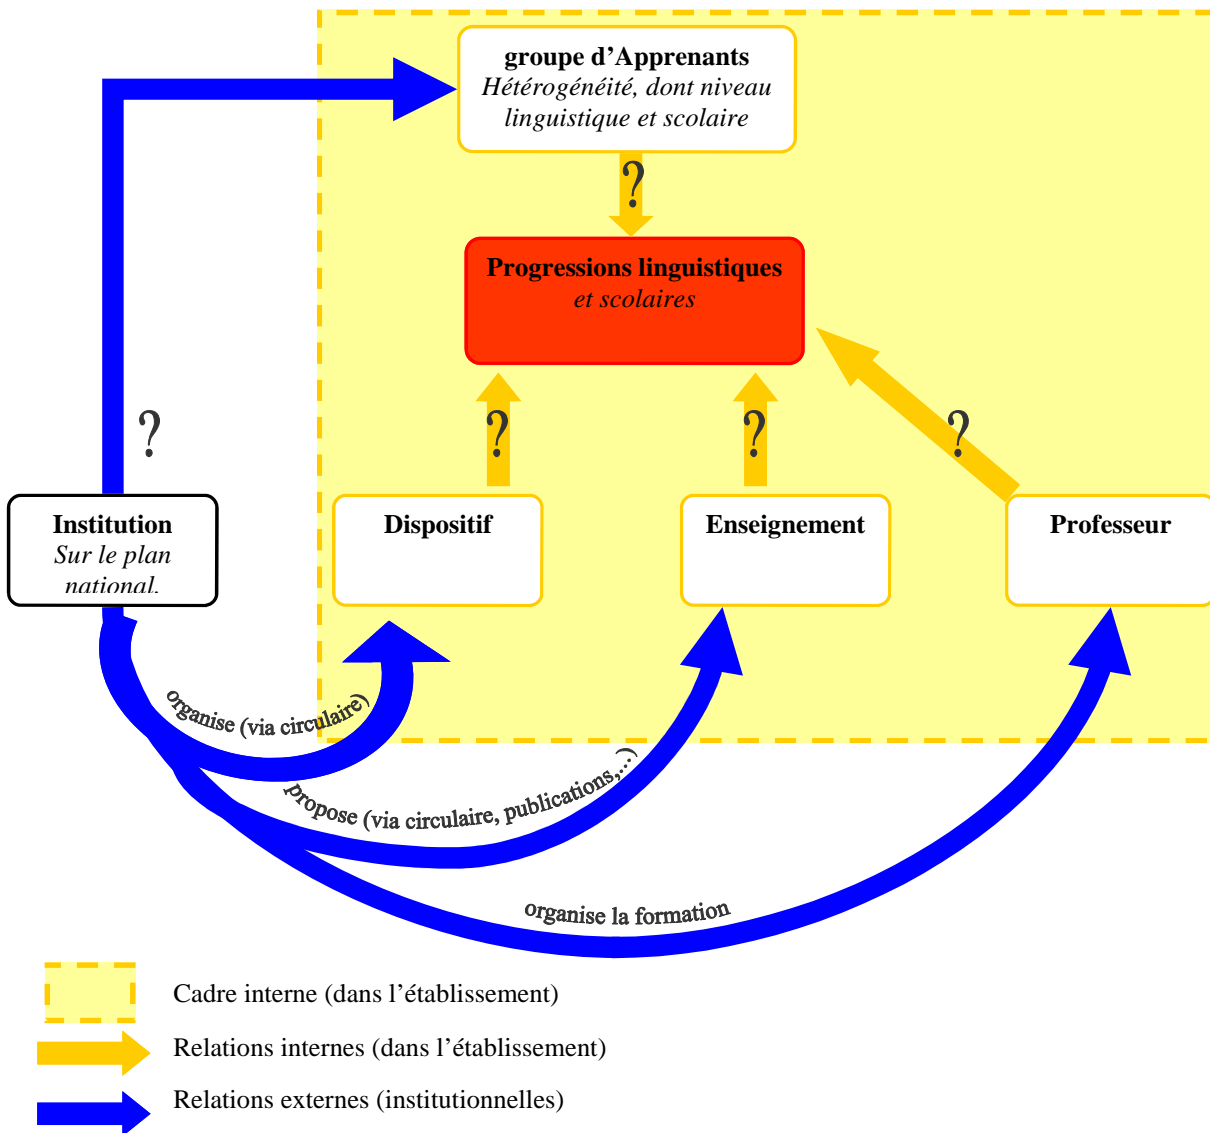 groupe d’Apprenants
Hétérogénéité, dont niveau
linguistique et scolaire
?
Progressions linguistiques
et scolaires
?
?
?
?
Institution
Sur le plan
national.
Dispositif
Enseignement
Professeur
organise (via circulaire)
propose (via circulaire, publications,...)
organise la formation
Cadre interne (dans l’établissement)
Relations internes (dans l’établissement)
Relations externes (institutionnelles)